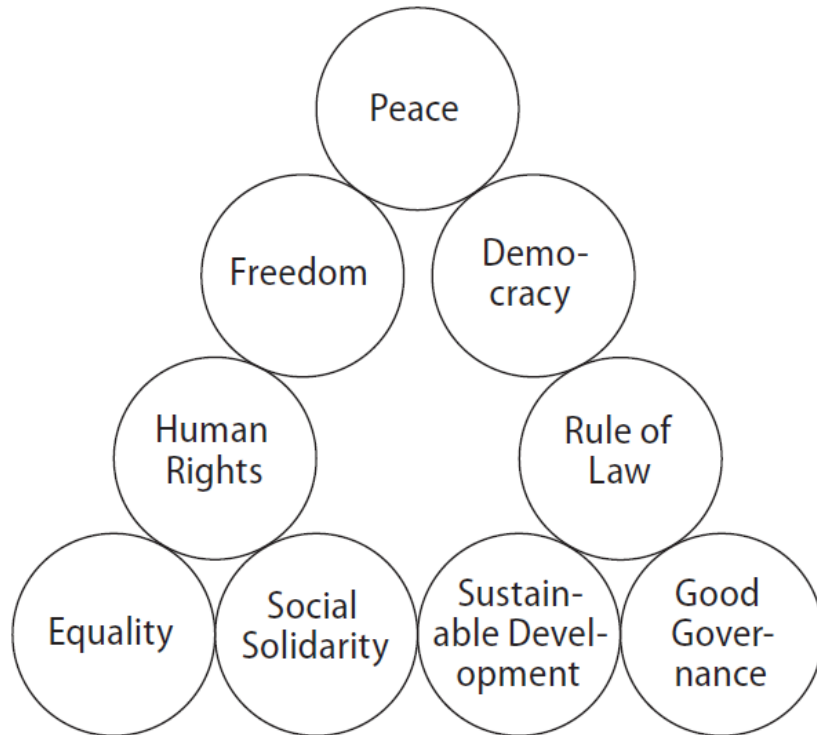 Peace
Freedom
Demo-
cracy
Human
Rights
Rule of
Law
Equality
Social
Solidarity
Sustain-
able Devel-
opment
Good
Gover-
nance